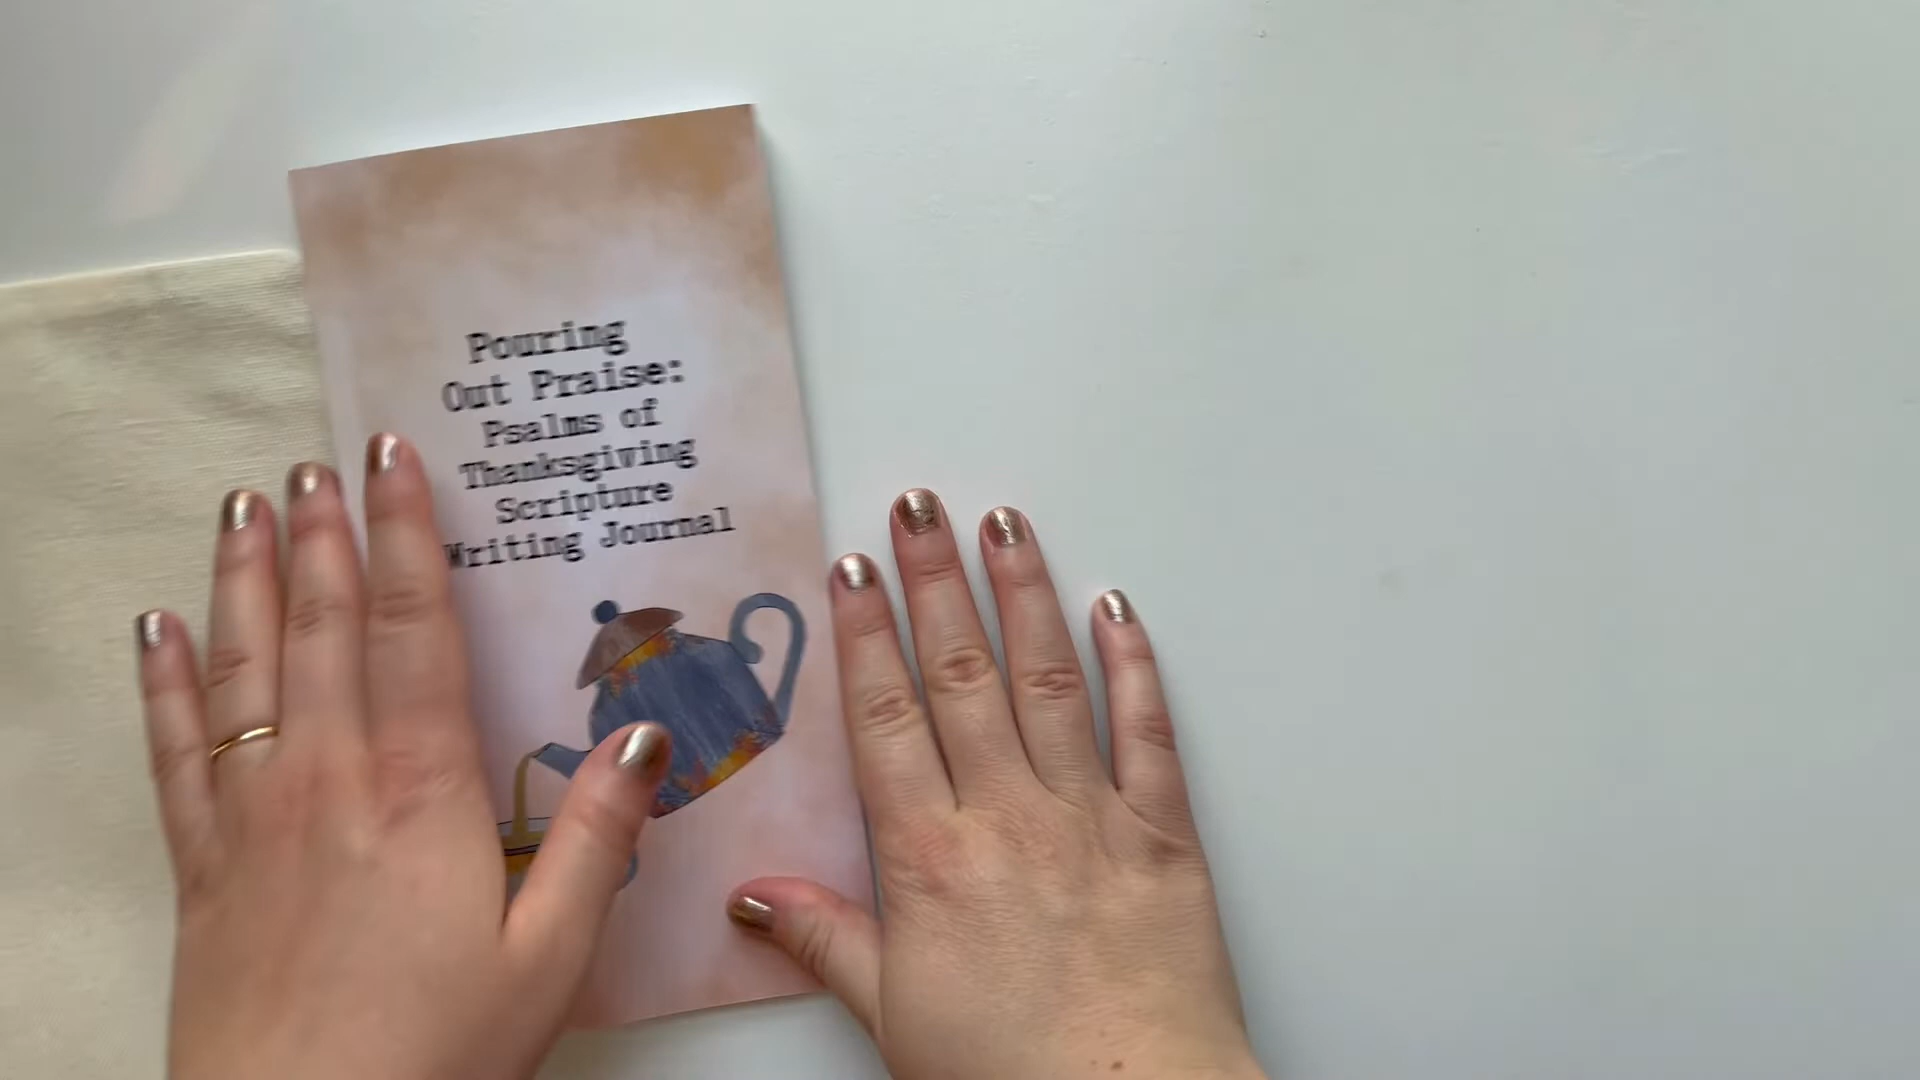 Pouring
Out Praise:
Psalms of
Thanksgiving
Scripture
Writing Journal